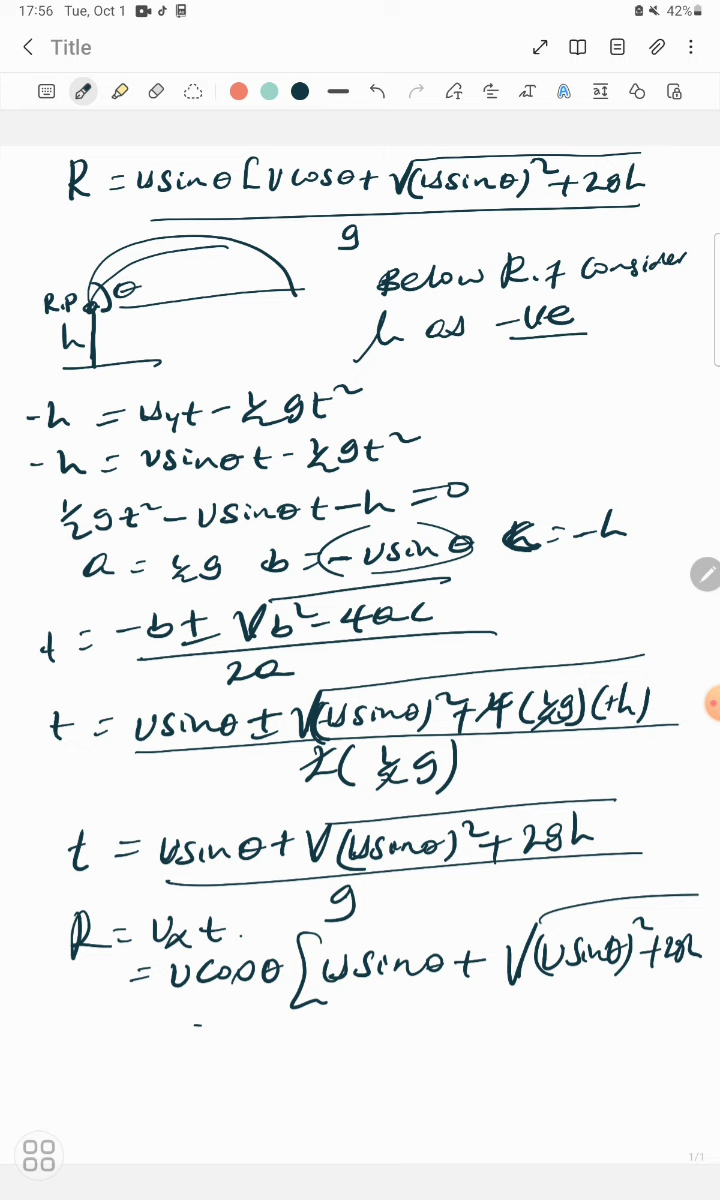 17:56 Tue, Oct 1 42%
Title
R = usinθ [ucosθ + √(usinθ)²+2gh
g
R.P θ
h
Below R.f consider
h as -ve
-h = uyt - ½gt²
-h = usinθt - ½gt²
½gt² - usinθt - h = 0
a = ½g b = -usinθ c = -h
t = -b ± √b²-4ac
2a
t = usinθ ± √(usinθ)²+4(½g)(+h)
2(½g)
t = usinθ + √(usinθ)²+2gh
g
R = uxt.
= ucosθ [usinθ + √(usinθ)²+2gh
1/1